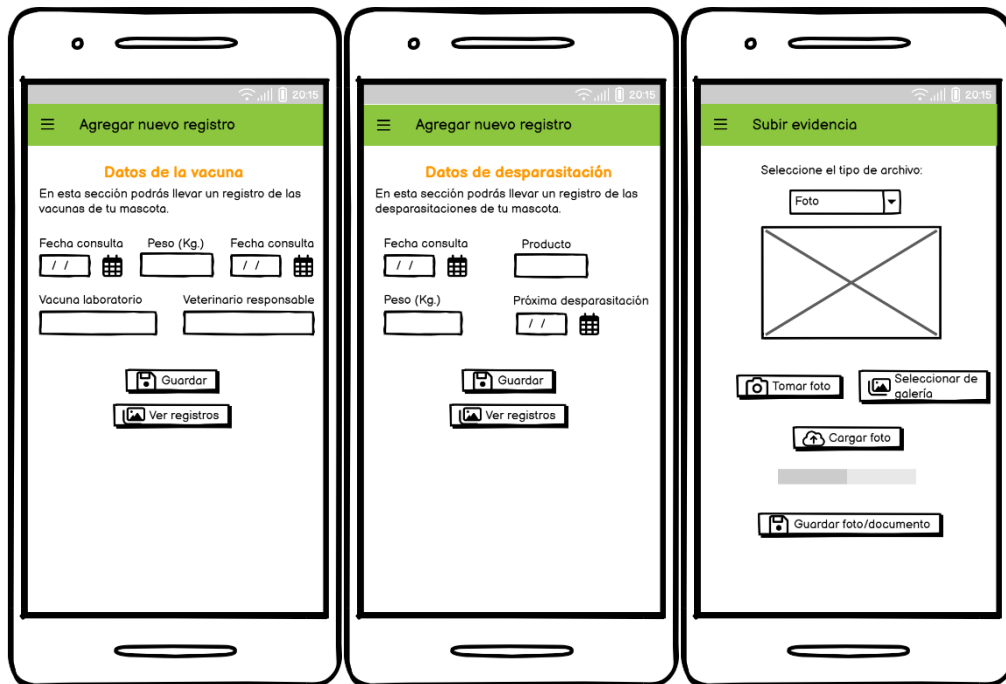 20:15
Agregar nuevo registro
Datos de la vacuna
En esta sección podrás llevar un registro de las
vacunas de tu mascota.
Fecha consulta Peso (Kg.) Fecha consulta
/ / / /
Vacuna laboratorio Veterinario responsable
Guardar
Ver registros
20:15
Agregar nuevo registro
Datos de desparasitación
En esta sección podrás llevar un registro de las
desparasitaciones de tu mascota.
Fecha consulta Producto
/ /
Peso (Kg.) Próxima desparasitación
/ /
Guardar
Ver registros
20:15
Subir evidencia
Seleccione el tipo de archivo:
Foto
Tomar foto
Seleccionar de
galería
Cargar foto
Guardar foto/documento